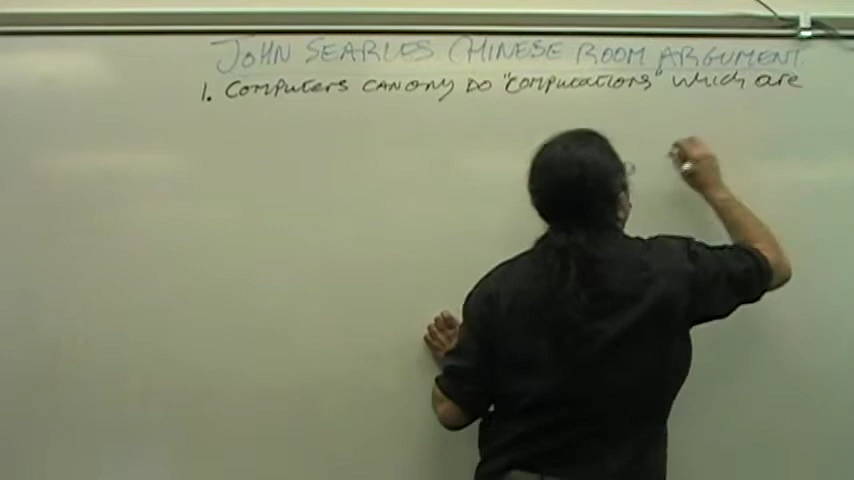 JOHN SEARLES CHINESE ROOM ARGUMENT
1. Computers can only do "computations" which are